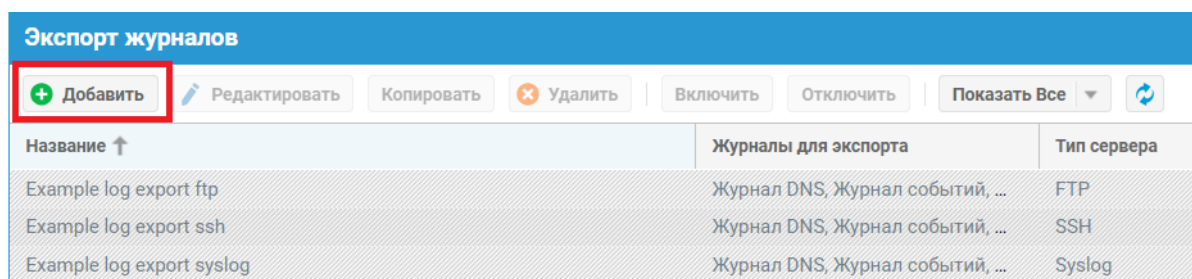 Экспорт журналов
Добавить Редактировать Копировать Удалить Включить Отключить Показать Все
Название Журналы для экспорта Тип сервера
Example log export ftp Журнал DNS, Журнал событий, ... FTP
Example log export ssh Журнал DNS, Журнал событий, ... SSH
Example log export syslog Журнал DNS, Журнал событий, ... Syslog